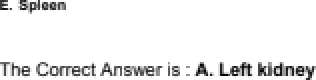 E. Spleen
The Correct Answer is : A. Left kidney